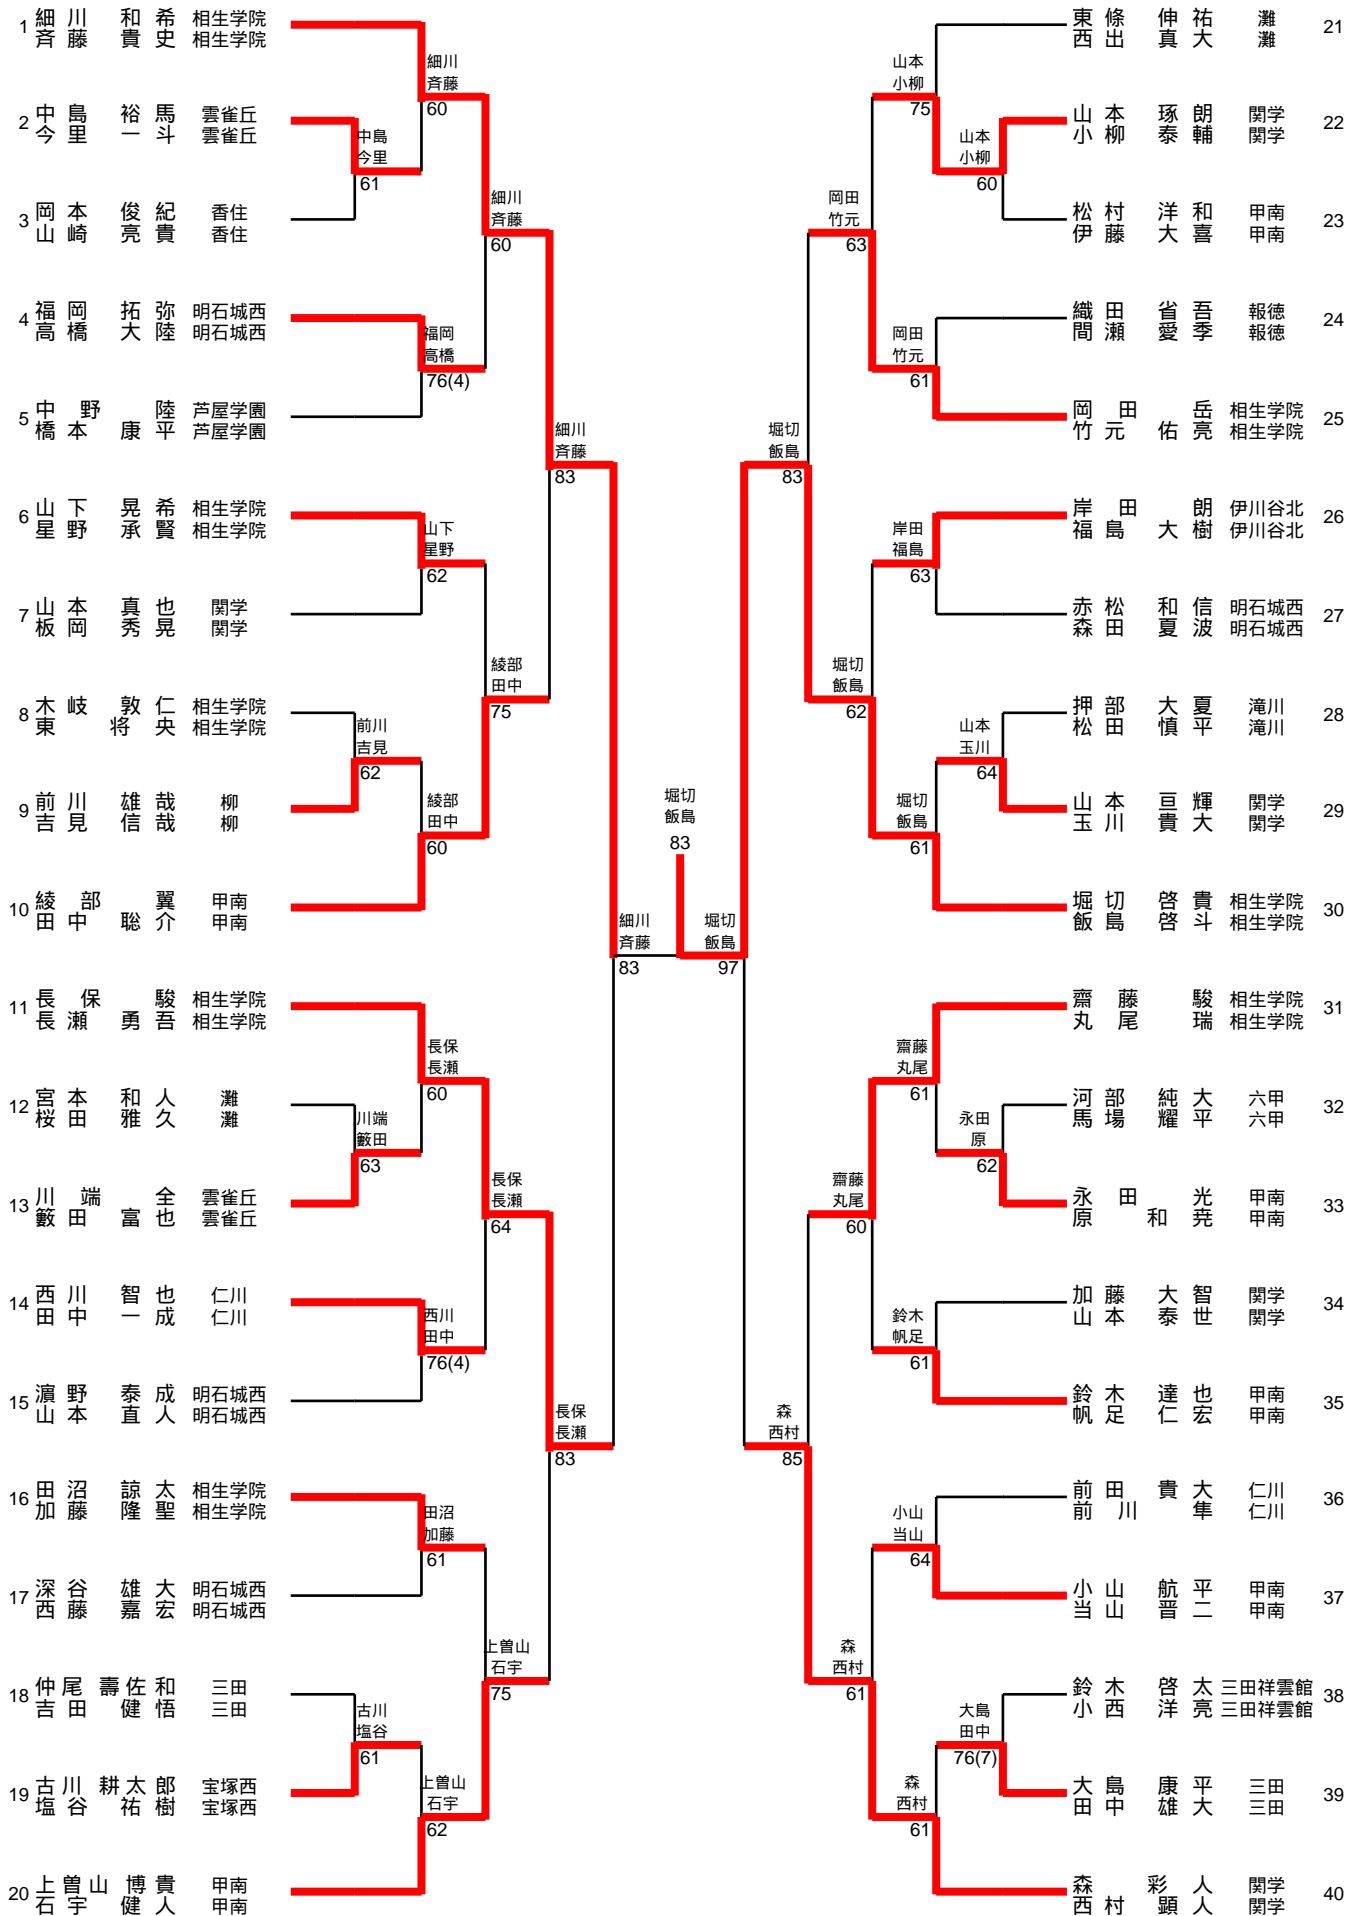 1 細川 和希 相生学院
斉藤 貴史 相生学院
2 中島 裕馬 雲雀丘
今里 一斗 雲雀丘
3 岡本 俊紀 香住
山崎 亮貴 香住
4 福岡 拓弥 明石城西
高橋 大陸 明石城西
5 中野 陸 芦屋学園
橋本 康平 芦屋学園
6 山下 晃希 相生学院
星野 承賢 相生学院
7 山本 真也 関学
板岡 秀晃 関学
8 木岐 敦仁 相生学院
東 将央 相生学院
9 前川 雄哉 柳
吉見 信哉 柳
10 綾部 翼 甲南
田中 聡介 甲南
11 長保 駿 相生学院
長瀬 勇吾 相生学院
12 宮本 和人 灘
桜田 雅久 灘
13 川端 全 雲雀丘
籔田 富也 雲雀丘
14 西川 智也 仁川
田中 一成 仁川
15 濵野 泰成 明石城西
山本 直人 明石城西
16 田沼 諒太 相生学院
加藤 隆聖 相生学院
17 深谷 雄大 明石城西
西藤 嘉宏 明石城西
18 仲尾 壽佐和 三田
吉田 健悟 三田
19 古川 耕太郎 宝塚西
塩谷 祐樹 宝塚西
20 上曽山 博貴 甲南
石宇 健人 甲南
中島
今里
61
前川
吉見
62
川端
籔田
63
古川
塩谷
61
細川
斉藤
60
福岡
高橋
76(4)
山下
星野
62
綾部
田中
60
長保
長瀬
60
西川
田中
76(4)
田沼
加藤
61
上曽山
石宇
62
細川
斉藤
60
綾部
田中
75
長保
長瀬
64
上曽山
石宇
75
細川
斉藤
83
長保
長瀬
83
細川
斉藤
83
堀切
飯島
83
堀切
飯島
97
堀切
飯島
83
森
西村
85
岡田
竹元
63
堀切
飯島
62
齋藤
丸尾
60
森
西村
61
山本
小柳
75
岡田
竹元
61
岸田
福島
63
堀切
飯島
61
齋藤
丸尾
61
鈴木
帆足
61
小山
当山
64
森
西村
61
山本
小柳
60
山本
玉川
64
永田
原
62
大島
田中
76(7)
東條 伸祐 灘 21
西出 真大 灘
山本 琢朗 関学 22
小柳 泰輔 関学
松村 洋和 甲南 23
伊藤 大喜 甲南
織田 省吾 報徳 24
間瀬 愛季 報徳
岡田 岳 相生学院 25
竹元 佑亮 相生学院
岸田 朗 伊川谷北 26
福島 大樹 伊川谷北
赤松 和信 明石城西 27
森田 夏波 明石城西
押部 大夏 滝川 28
松田 慎平 滝川
山本 亘輝 関学 29
玉川 貴大 関学
堀切 啓貴 相生学院 30
飯島 啓斗 相生学院
齋藤 駿 相生学院 31
丸尾 瑞 相生学院
河部 純大 六甲 32
馬場 耀平 六甲
永田 光 甲南 33
原 和尭 甲南
加藤 大智 関学 34
山本 泰世 関学
鈴木 達也 甲南 35
帆足 仁宏 甲南
前田 貴大 仁川 36
前川 隼 仁川
小山 航平 甲南 37
当山 晋二 甲南
鈴木 啓太 三田祥雲館 38
小西 洋亮 三田祥雲館
大島 康平 三田 39
田中 雄大 三田
森 彩人 関学 40
西村 顕人 関学